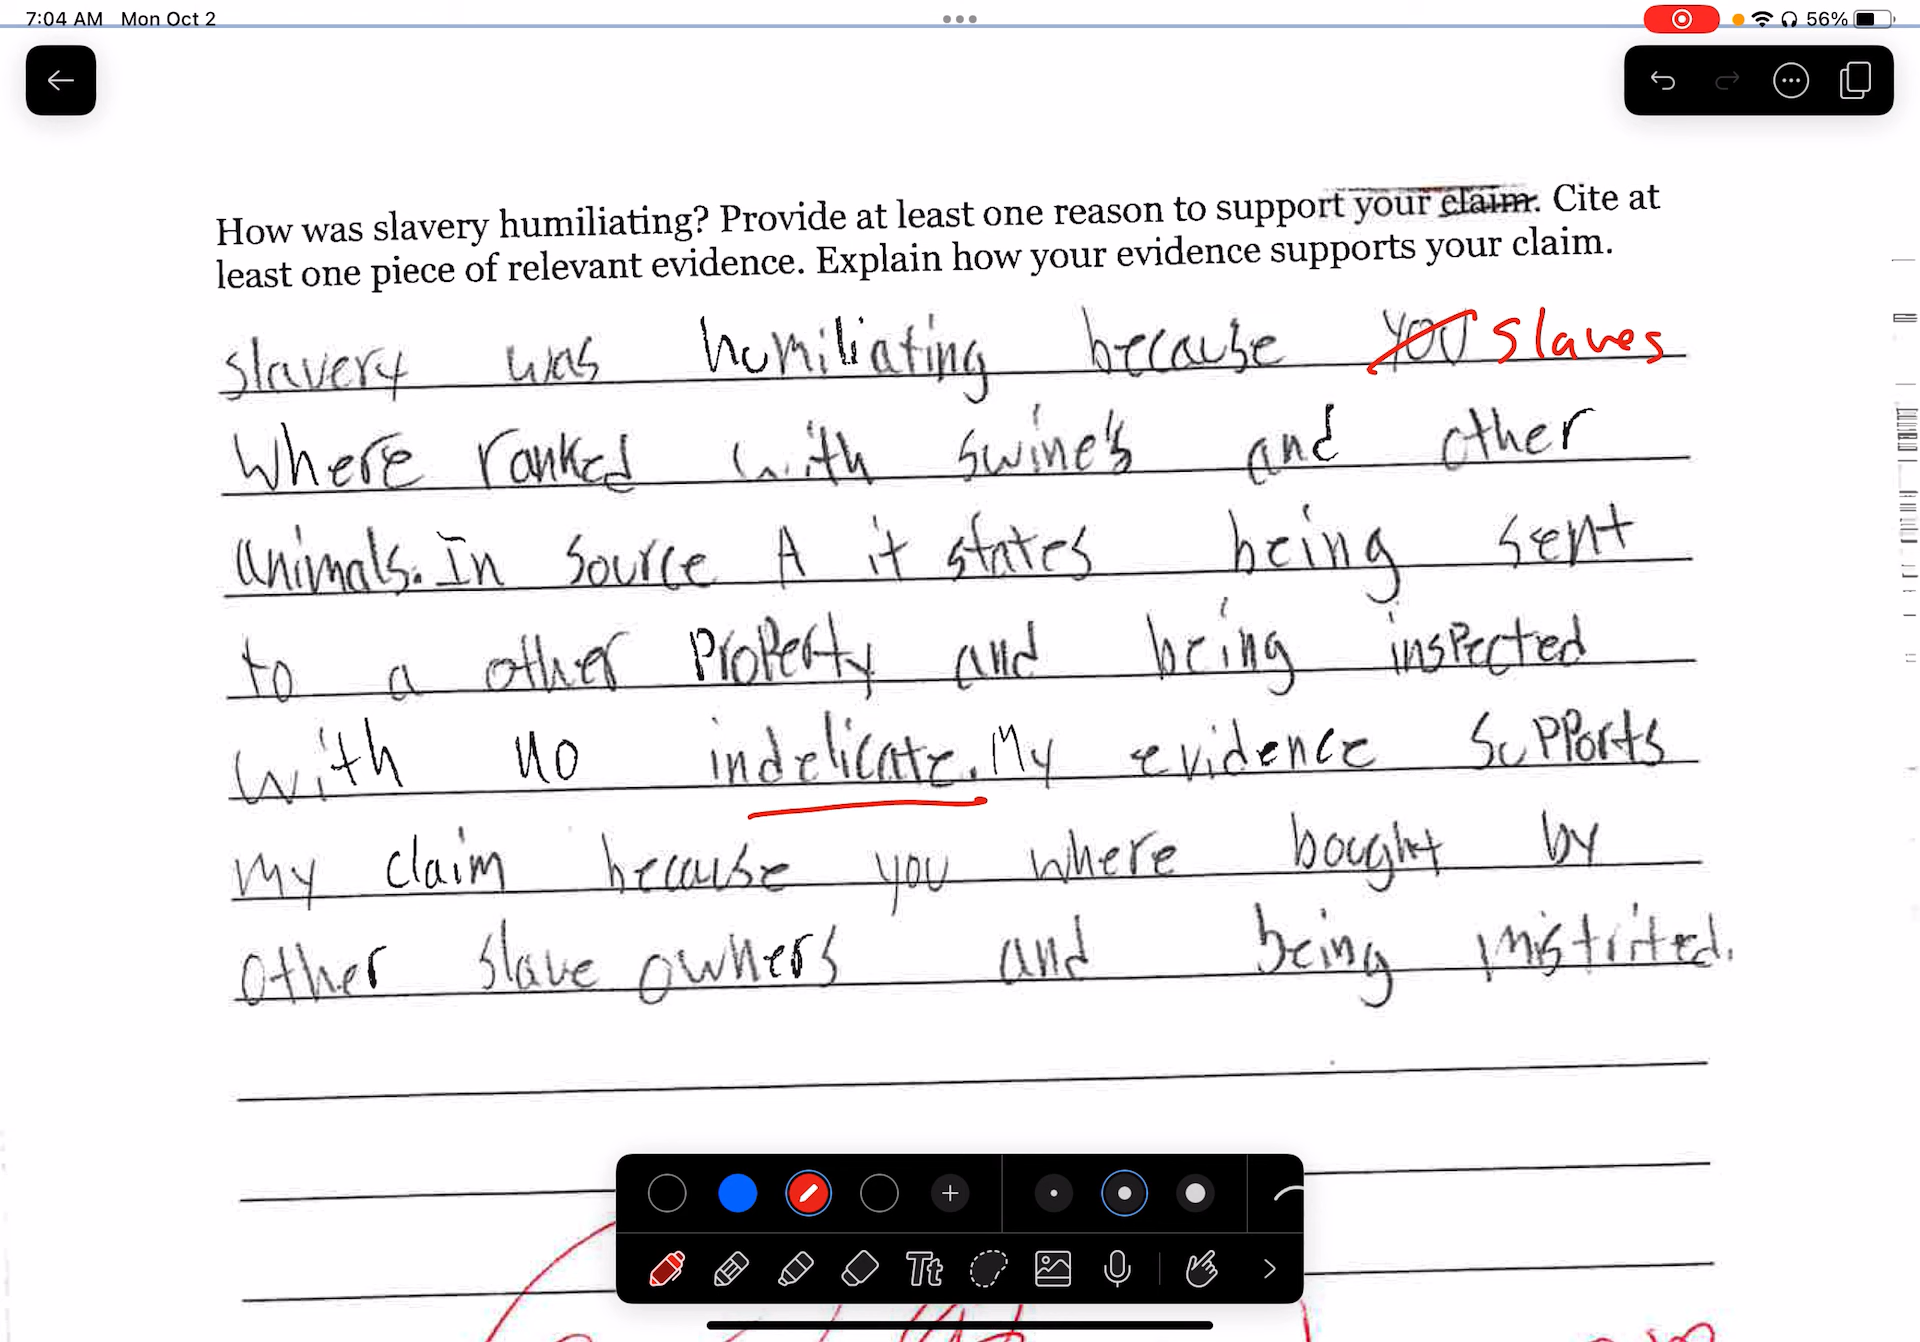 7:04 AM Mon Oct 2
56%
How was slavery humiliating? Provide at least one reason to support your claim. Cite at
least one piece of relevant evidence. Explain how your evidence supports your claim.
slavery was humiliating because you slaves
Where ranked with swine's and other
animals. In source A it states being sent
to a other Property and being insPected
with no indelicate. My evidence suPPorts
my claim because you where bought by
other slave owners and being mistrited.
Tt